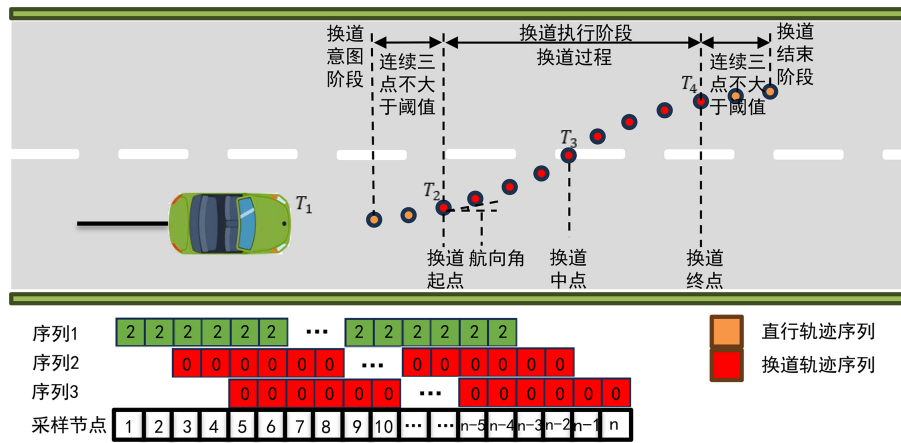 换道
意图
阶段
连续三
点不大
于阈值
换道执行阶段
换道过程
连续三
点不大
于阈值
换道
结束
阶段
T1
T2
T3
T4
换道
起点
航向角
换道
中点
换道
终点
序列1
2 2 2 2 2 2 ... 2 2 2 2 2 2
序列2
0 0 0 0 0 0 ... 0 0 0 0 0 0
序列3
0 0 0 0 0 0 ... 0 0 0 0 0 0
采样节点
1 2 3 4 5 6 7 8 9 10 ... ... n-5 n-4 n-3 n-2 n-1 n
直行轨迹序列
换道轨迹序列